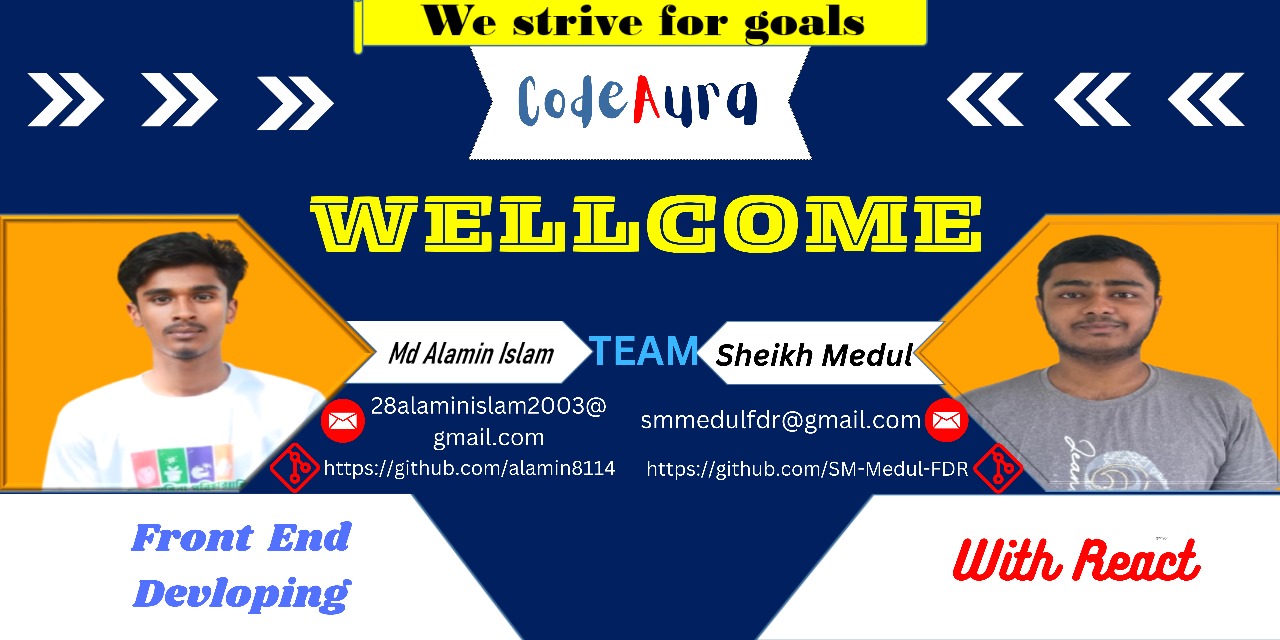 We strive for goals
CodeAura
WELLCOME
Md Alamin Islam
TEAM
Sheikh Medul
28alaminislam2003@
gmail.com
smmedulfdr@gmail.com
https://github.com/alamin8114
https://github.com/SM-Medul-FDR
Front End
Devloping
With React